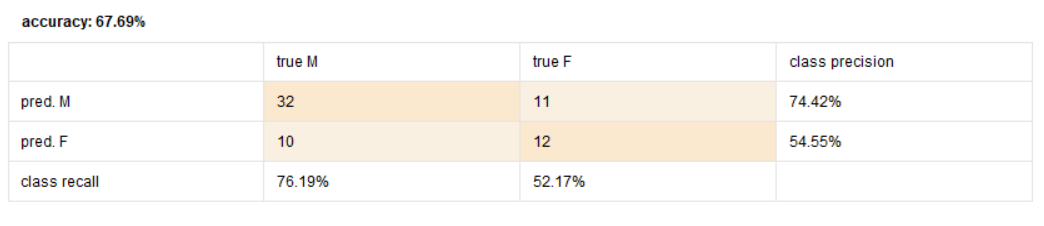 accuracy: 67.69%
true M true F class precision
pred. M 32 11 74.42%
pred. F 10 12 54.55%
class recall 76.19% 52.17%